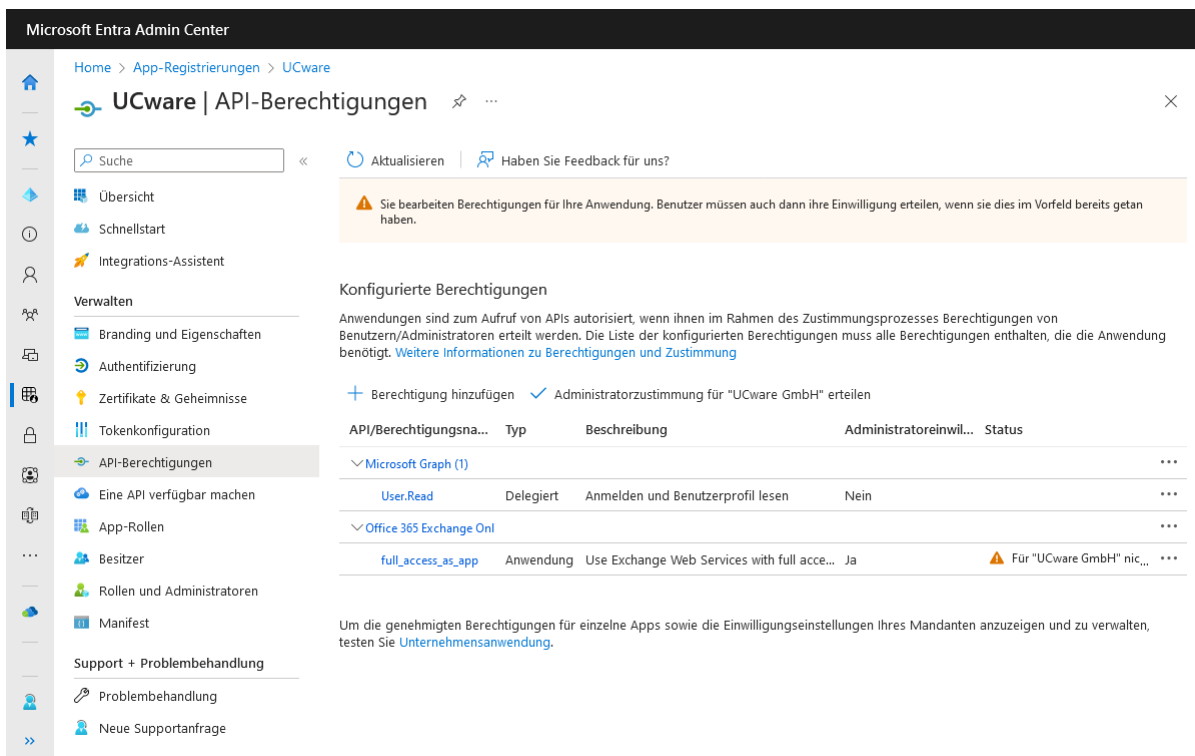 Microsoft Entra Admin Center
Home > App-Registrierungen > UCware
UCware | API-Berechtigungen
Suche
Übersicht
Schnellstart
Integrations-Assistent
Verwalten
Branding und Eigenschaften
Authentifizierung
Zertifikate & Geheimnisse
Tokenkonfiguration
API-Berechtigungen
Eine API verfügbar machen
App-Rollen
Besitzer
Rollen und Administratoren
Manifest
Support + Problembehandlung
Problembehandlung
Neue Supportanfrage
Aktualisieren
Haben Sie Feedback für uns?
Sie bearbeiten Berechtigungen für Ihre Anwendung. Benutzer müssen auch dann ihre Einwilligung erteilen, wenn sie dies im Vorfeld bereits getan
haben.
Konfigurierte Berechtigungen
Anwendungen sind zum Aufruf von APIs autorisiert, wenn ihnen im Rahmen des Zustimmungsprozesses Berechtigungen von
Benutzern/Administratoren erteilt werden. Die Liste der konfigurierten Berechtigungen muss alle Berechtigungen enthalten, die die Anwendung
benötigt. Weitere Informationen zu Berechtigungen und Zustimmung
Berechtigung hinzufügen Administratorzustimmung für "UCware GmbH" erteilen
API/Berechtigungsna... Typ Beschreibung Administratoreinwil... Status
Microsoft Graph (1)
User.Read Delegiert Anmelden und Benutzerprofil lesen Nein
Office 365 Exchange Onl
full_access_as_app Anwendung Use Exchange Web Services with full acce... Ja Für "UCware GmbH" nic...
Um die genehmigten Berechtigungen für einzelne Apps sowie die Einwilligungseinstellungen Ihres Mandanten anzuzeigen und zu verwalten,
testen Sie Unternehmensanwendung.